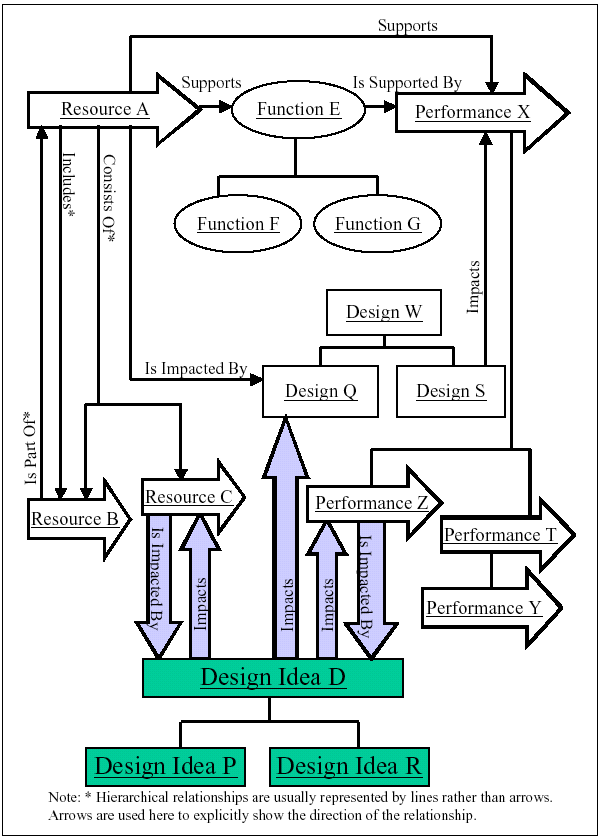 Supports
Supports
Is Supported By
Resource A
Function E
Performance X
Includes*
Consists Of*
Function F
Function G
Impacts
Design W
Is Impacted By
Design Q
Design S
Is Part Of*
Resource B
Resource C
Performance Z
Performance T
Performance Y
Is Impacted By
Impacts
Impacts
Impacts
Is Impacted By
Design Idea D
Design Idea P
Design Idea R
Note: * Hierarchical relationships are usually represented by lines rather than arrows.
Arrows are used here to explicitly show the direction of the relationship.